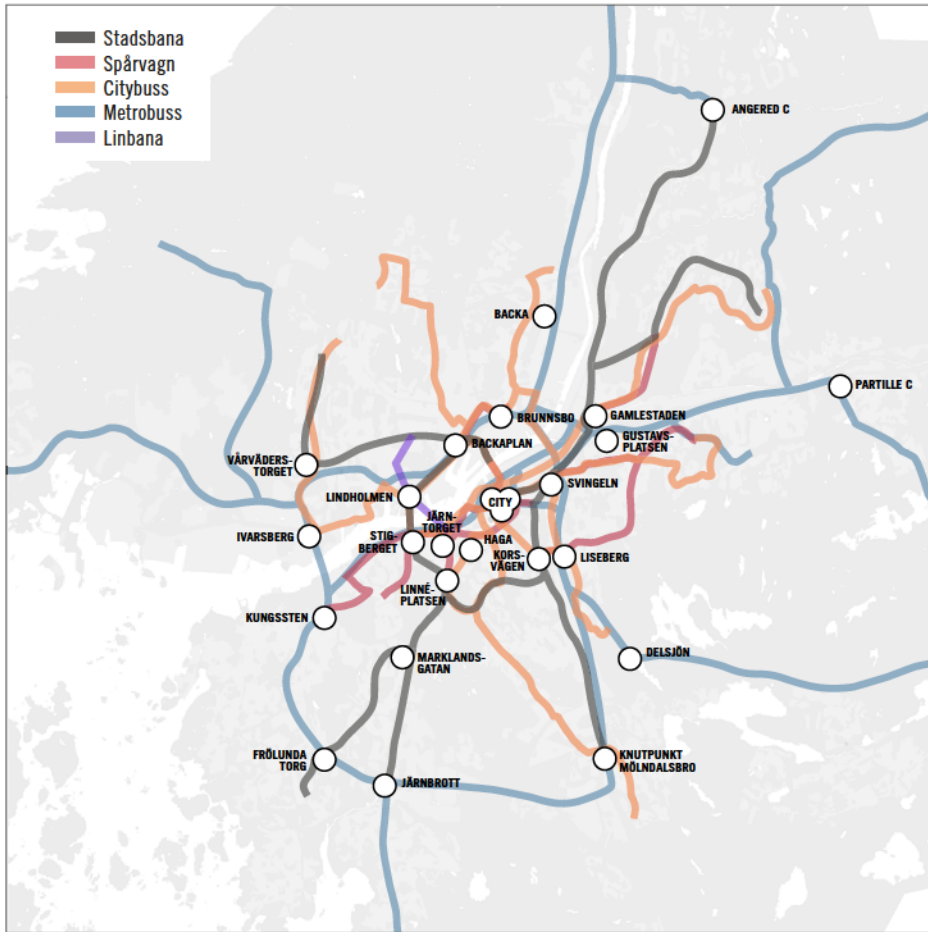 Stadsbana
Spårvagn
Citybuss
Metrobuss
Linbana
ANGERED C
BACKA
PARTILLE C
BRUNNSBO
GAMLESTADEN
GUSTAVS-
PLATSEN
BACKAPLAN
VÅRVÄDERS-
TORGET
SVINGELN
LINDHOLMEN
CITY
JÄRN-
TORGET
IVARSBERG
STIG-
BERGET
HAGA
KORS-
VÄGEN
LISEBERG
LINNÉ-
PLATSEN
KUNGSSTEN
DELSJÖN
MARKLANDS-
GATAN
FRÖLUNDA
TORG
KNUTPUNKT
MÖLNDALSBRO
JÄRNBROTT